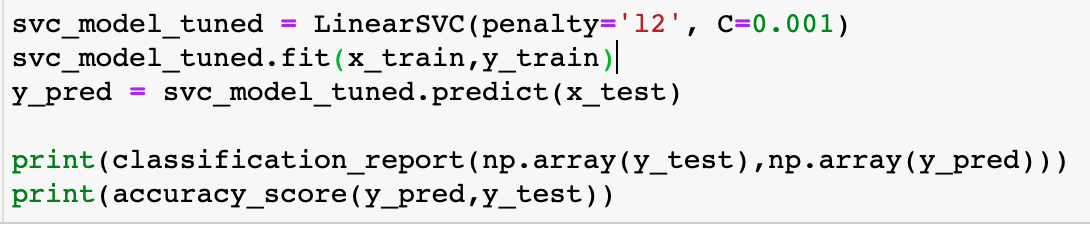 svc_model_tuned = LinearSVC(penalty='l2', C=0.001)
svc_model_tuned.fit(x_train,y_train)
y_pred = svc_model_tuned.predict(x_test)
print(classification_report(np.array(y_test),np.array(y_pred)))
print(accuracy_score(y_pred,y_test))